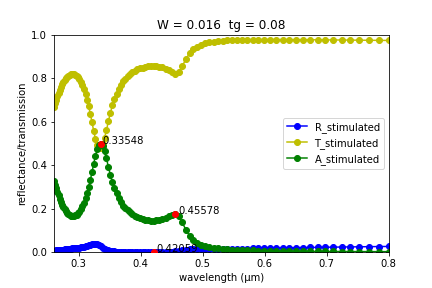 W = 0.016 tg = 0.08
reflectance/transmission
1.0
0.8
0.6
0.4
0.2
0.0
0.33548
0.45578
R_stimulated
T_stimulated
A_stimulated
0.3
0.4
0.5
0.6
0.7
0.8
wavelength (μm)